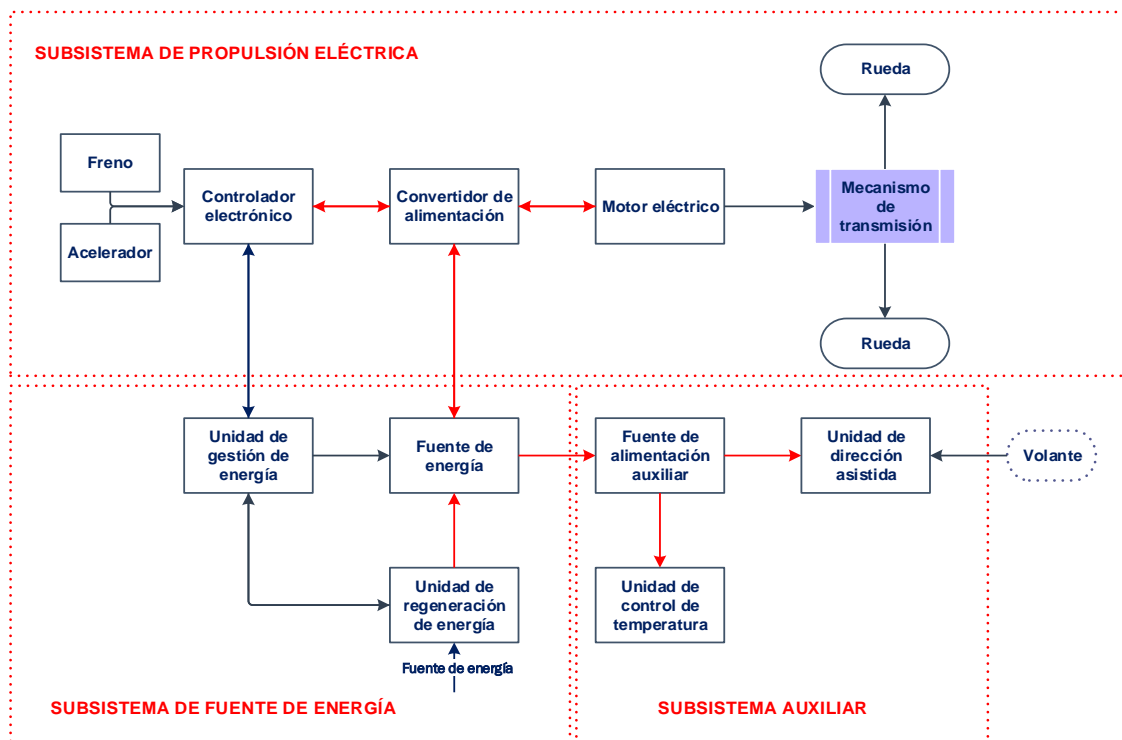 SUBSISTEMA DE PROPULSIÓN ELÉCTRICA
Rueda
Freno
Acelerador
Controlador
electrónico
Convertidor de
alimentación
Motor eléctrico
Mecanismo
de
transmisión
Rueda
Unidad de
gestión de
energía
Fuente de
energía
Fuente de
alimentación
auxiliar
Unidad de
dirección
asistida
Volante
Unidad de
regeneración
de energía
Unidad de
control de
temperatura
Fuente de energía
SUBSISTEMA DE FUENTE DE ENERGÍA
SUBSISTEMA AUXILIAR